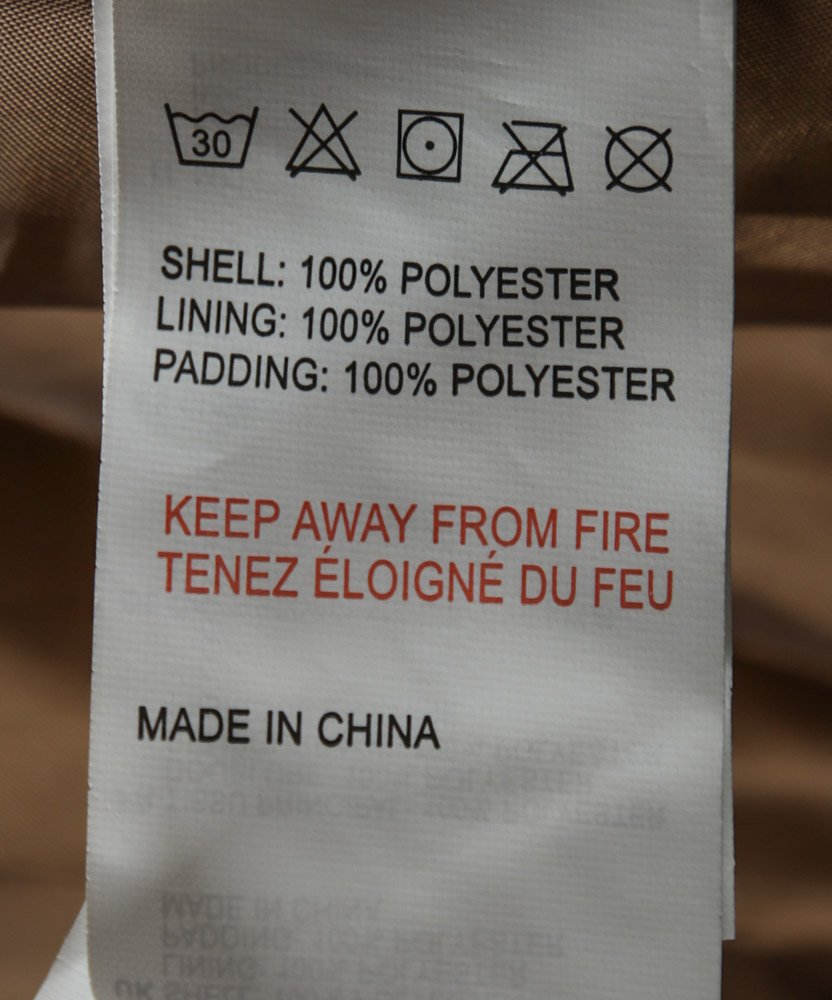 30
SHELL: 100% POLYESTER
LINING: 100% POLYESTER
PADDING: 100% POLYESTER
KEEP AWAY FROM FIRE
TENEZ ÉLOIGNÉ DU FEU
MADE IN CHINA